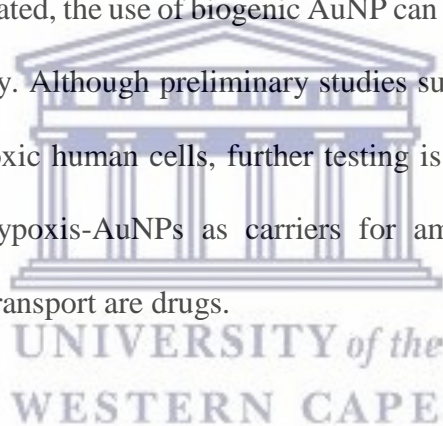 ated, the use of biogenic AuNP can
y. Although preliminary studies su
oxic human cells, further testing is
ypoxis-AuNPs as carriers for am
ransport are drugs.
UNIVERSITY of the
WESTERN CAPE